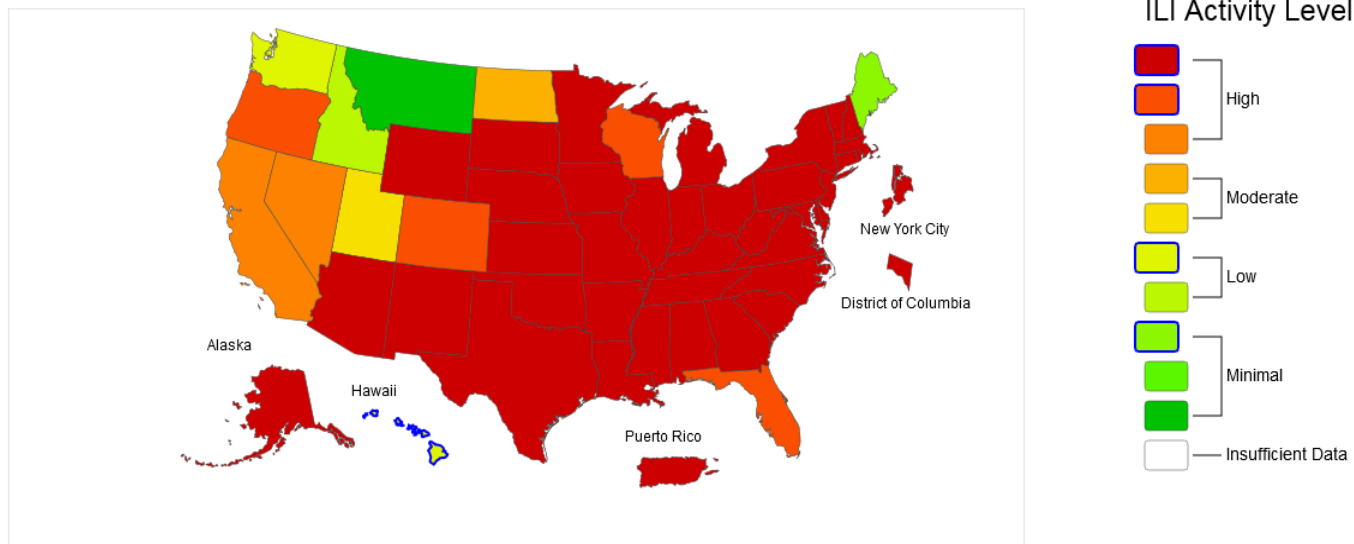 ILI Activity Level
High
Moderate
New York City
Low
District of Columbia
Alaska
Minimal
Hawaii
Puerto Rico
Insufficient Data